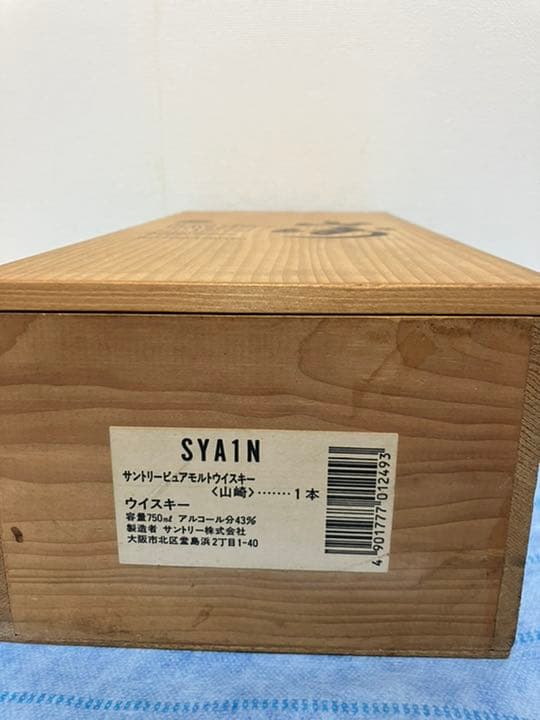 SYA1N
サントリーピュアモルトウイスキー
〈山崎〉‥‥‥‥1本
ウイスキー
容量750㎖ アルコール分43%
製造者 サントリー株式会社
大阪市北区堂島浜2丁目1-40
4 901777 012493